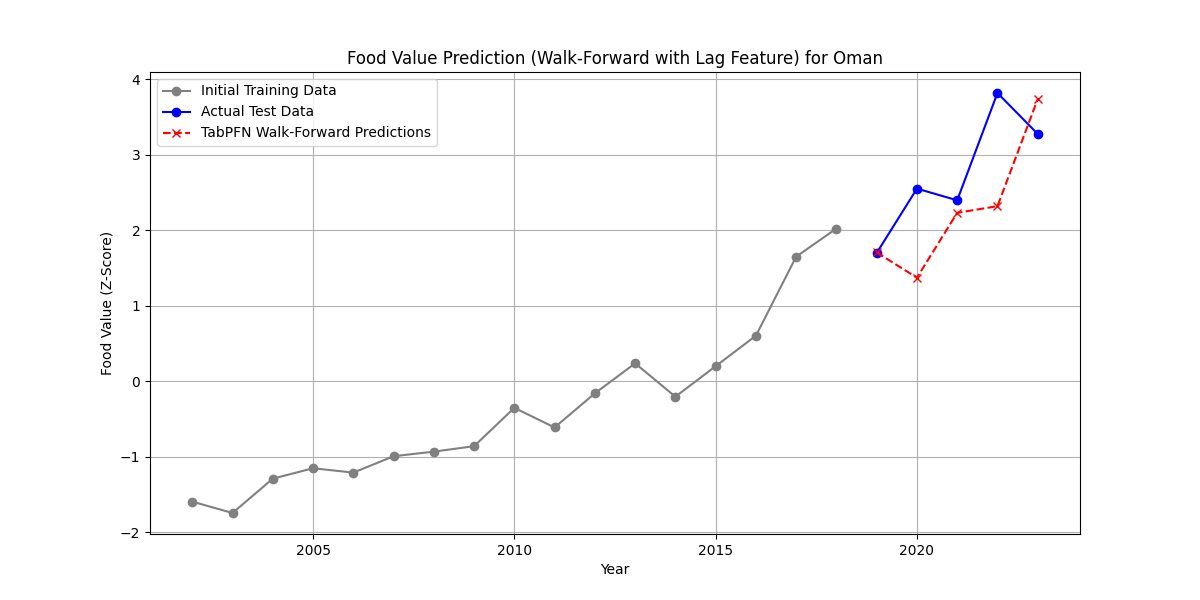 Food Value Prediction (Walk-Forward with Lag Feature) for Oman
Initial Training Data
Actual Test Data
TabPFN Walk-Forward Predictions
Food Value (Z-Score)
4
3
2
1
0
−1
−2
2005 2010 2015 2020
Year